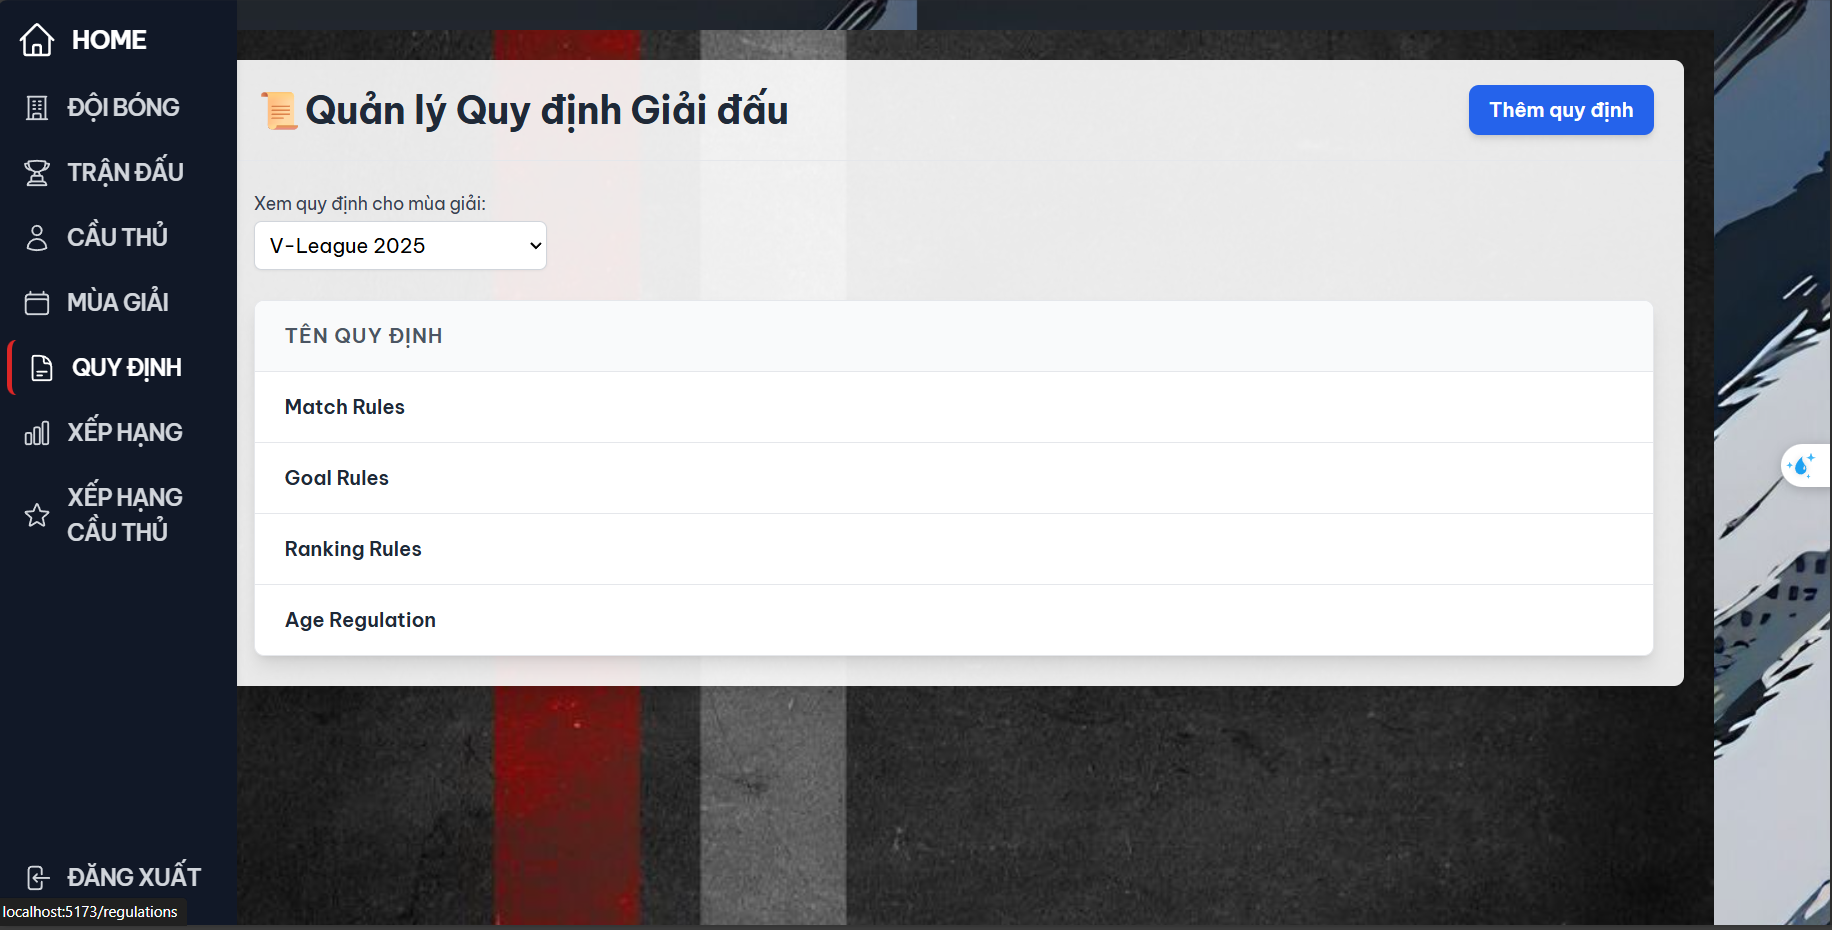 HOME
ĐỘI BÓNG
TRẬN ĐẤU
CẦU THỦ
MÙA GIẢI
QUY ĐỊNH
XẾP HẠNG
XẾP HẠNG
CẦU THỦ
ĐĂNG XUẤT
localhost:5173/regulations
Quản lý Quy định Giải đấu
Thêm quy định
Xem quy định cho mùa giải:
V-League 2025
TÊN QUY ĐỊNH
Match Rules
Goal Rules
Ranking Rules
Age Regulation